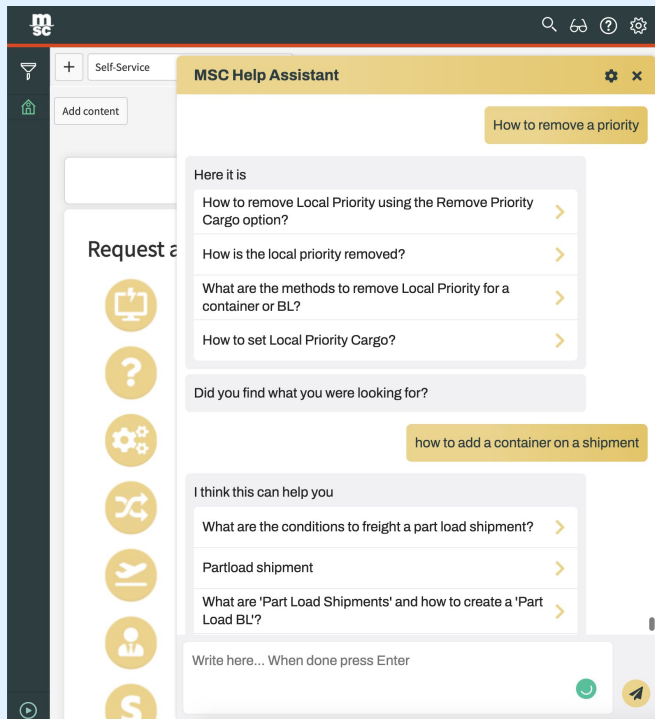 m
sc
+
Self-Service
MSC Help Assistant
Add content
How to remove a priority
Here it is
How to remove Local Priority using the Remove Priority
Cargo option?
How is the local priority removed?
What are the methods to remove Local Priority for a
container or BL?
How to set Local Priority Cargo?
Did you find what you were looking for?
how to add a container on a shipment
I think this can help you
What are the conditions to freight a part load shipment?
Partload shipment
What are 'Part Load Shipments' and how to create a 'Part
Load BL'?
Request a
?
S
Write here... When done press Enter